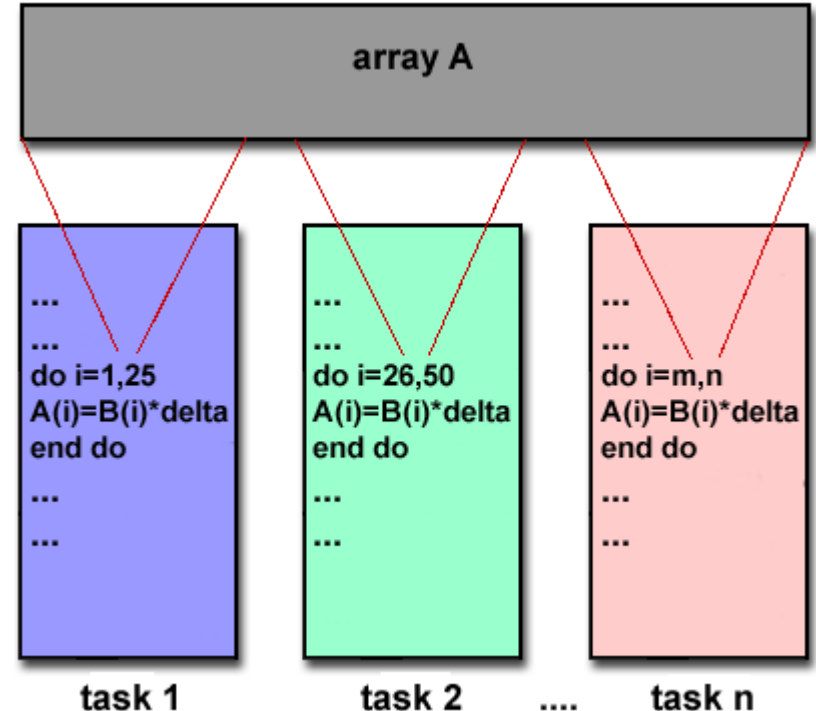 array A
...
...
do i=1,25
A(i)=B(i)*delta
end do
...
...
...
...
do i=26,50
A(i)=B(i)*delta
end do
...
...
...
...
do i=m,n
A(i)=B(i)*delta
end do
...
...
task 1 task 2 .... task n